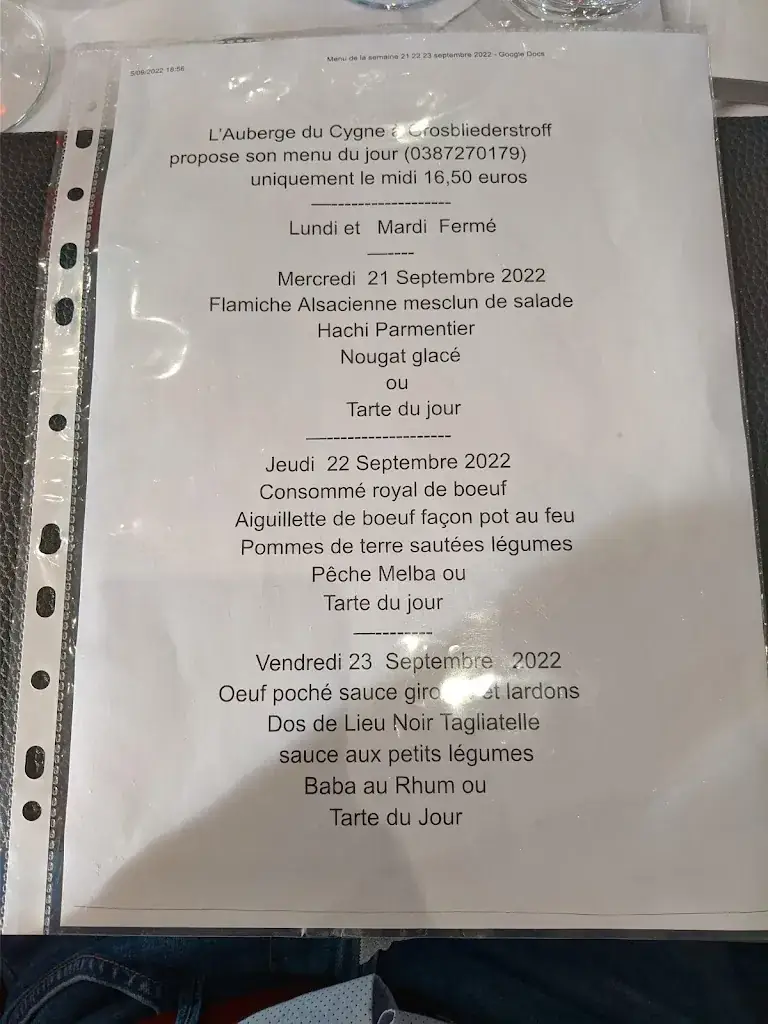 5/09/2022 18:56
Menu de la semaine 21 22 23 septembre 2022 - Google Docs
L'Auberge du Cygne à Grosbliederstroff
propose son menu du jour (0387270179)
uniquement le midi 16,50 euros
—-------------------
Lundi et Mardi Fermé
—----
Mercredi 21 Septembre 2022
Flamiche Alsacienne mesclun de salade
Hachi Parmentier
Nougat glacé
ou
Tarte du jour
—--------------------
Jeudi 22 Septembre 2022
Consommé royal de boeuf
Aiguillette de boeuf façon pot au feu
Pommes de terre sautées légumes
Pêche Melba ou
Tarte du jour
—---------
Vendredi 23 Septembre 2022
Oeuf poché sauce et lardons
Dos de Lieu Noir Tagliatelle
sauce aux petits légumes
Baba au Rhum ou
Tarte du Jour